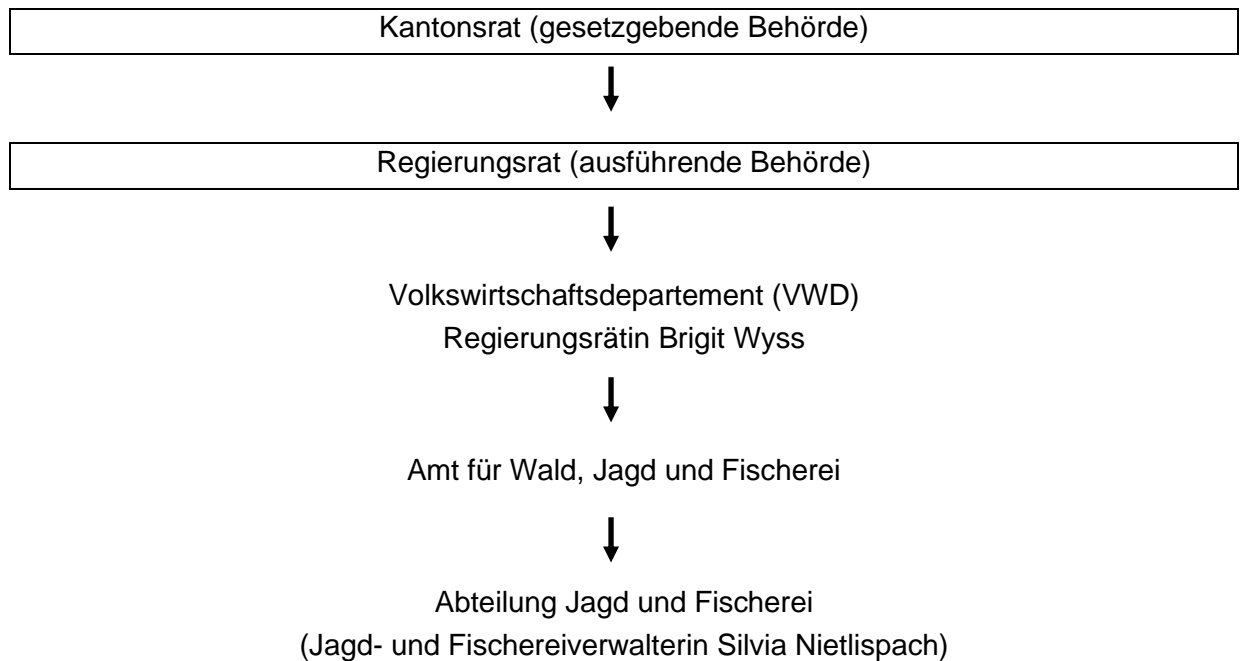 Kantonsrat (gesetzgebende Behörde)
Regierungsrat (ausführende Behörde)
Volkswirtschaftsdepartement (VWD)
Regierungsrätin Brigit Wyss
Amt für Wald, Jagd und Fischerei
Abteilung Jagd und Fischerei
(Jagd- und Fischereiverwalterin Silvia Nietlispach)